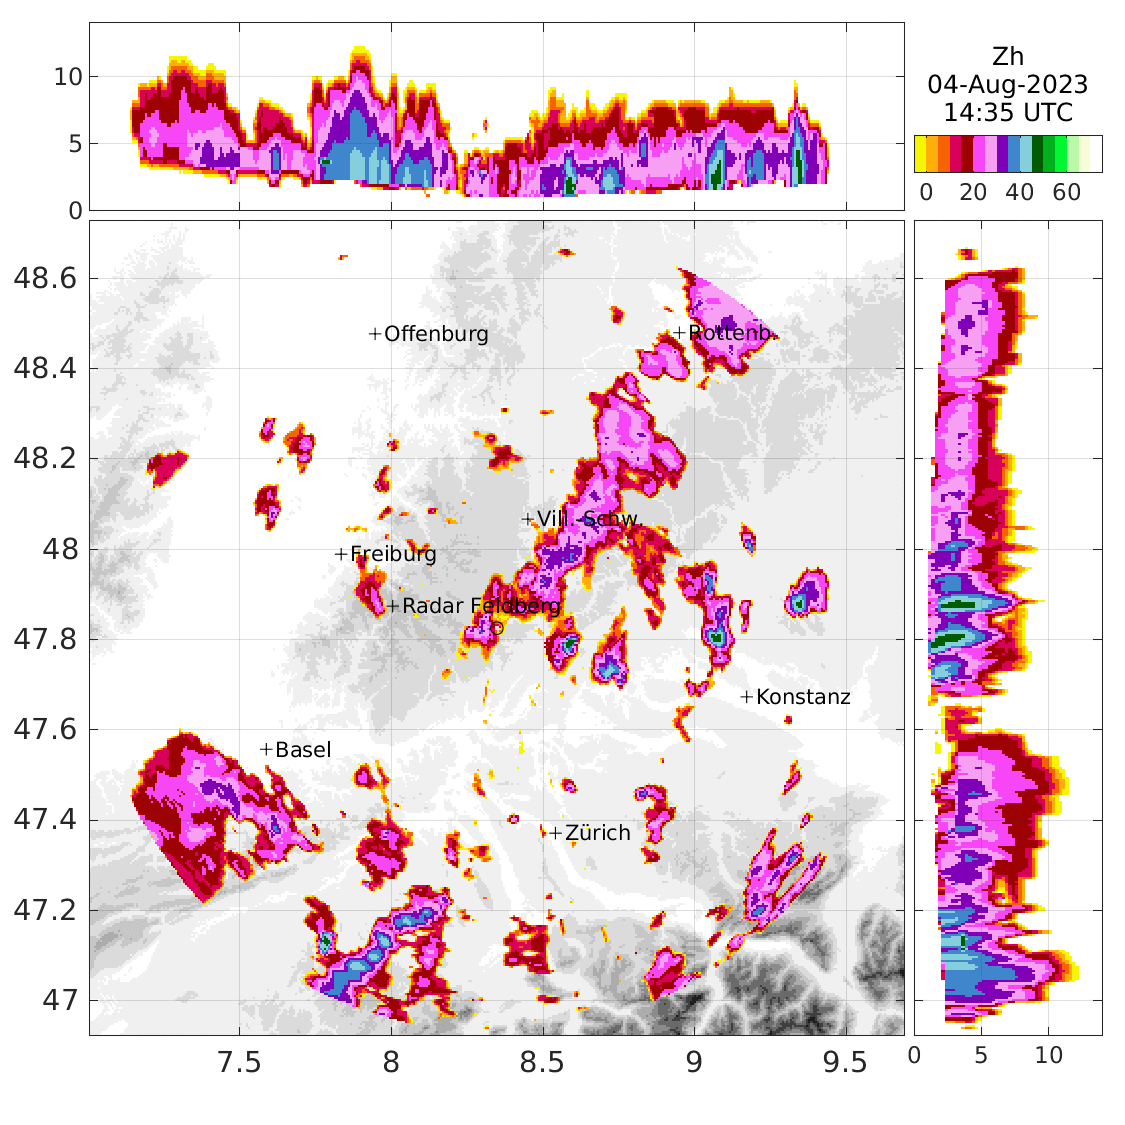 Zh
04-Aug-2023
14:35 UTC
10
5
0
0 20 40 60
48.6
48.4
48.2
48
47.8
47.6
47.4
47.2
47
+Offenburg
+Rottenb.
+Vill.-Schw.
+Freiburg
+Radar Feldberg
+Konstanz
+Basel
+Zürich
7.5 8 8.5 9 9.5
0 5 10